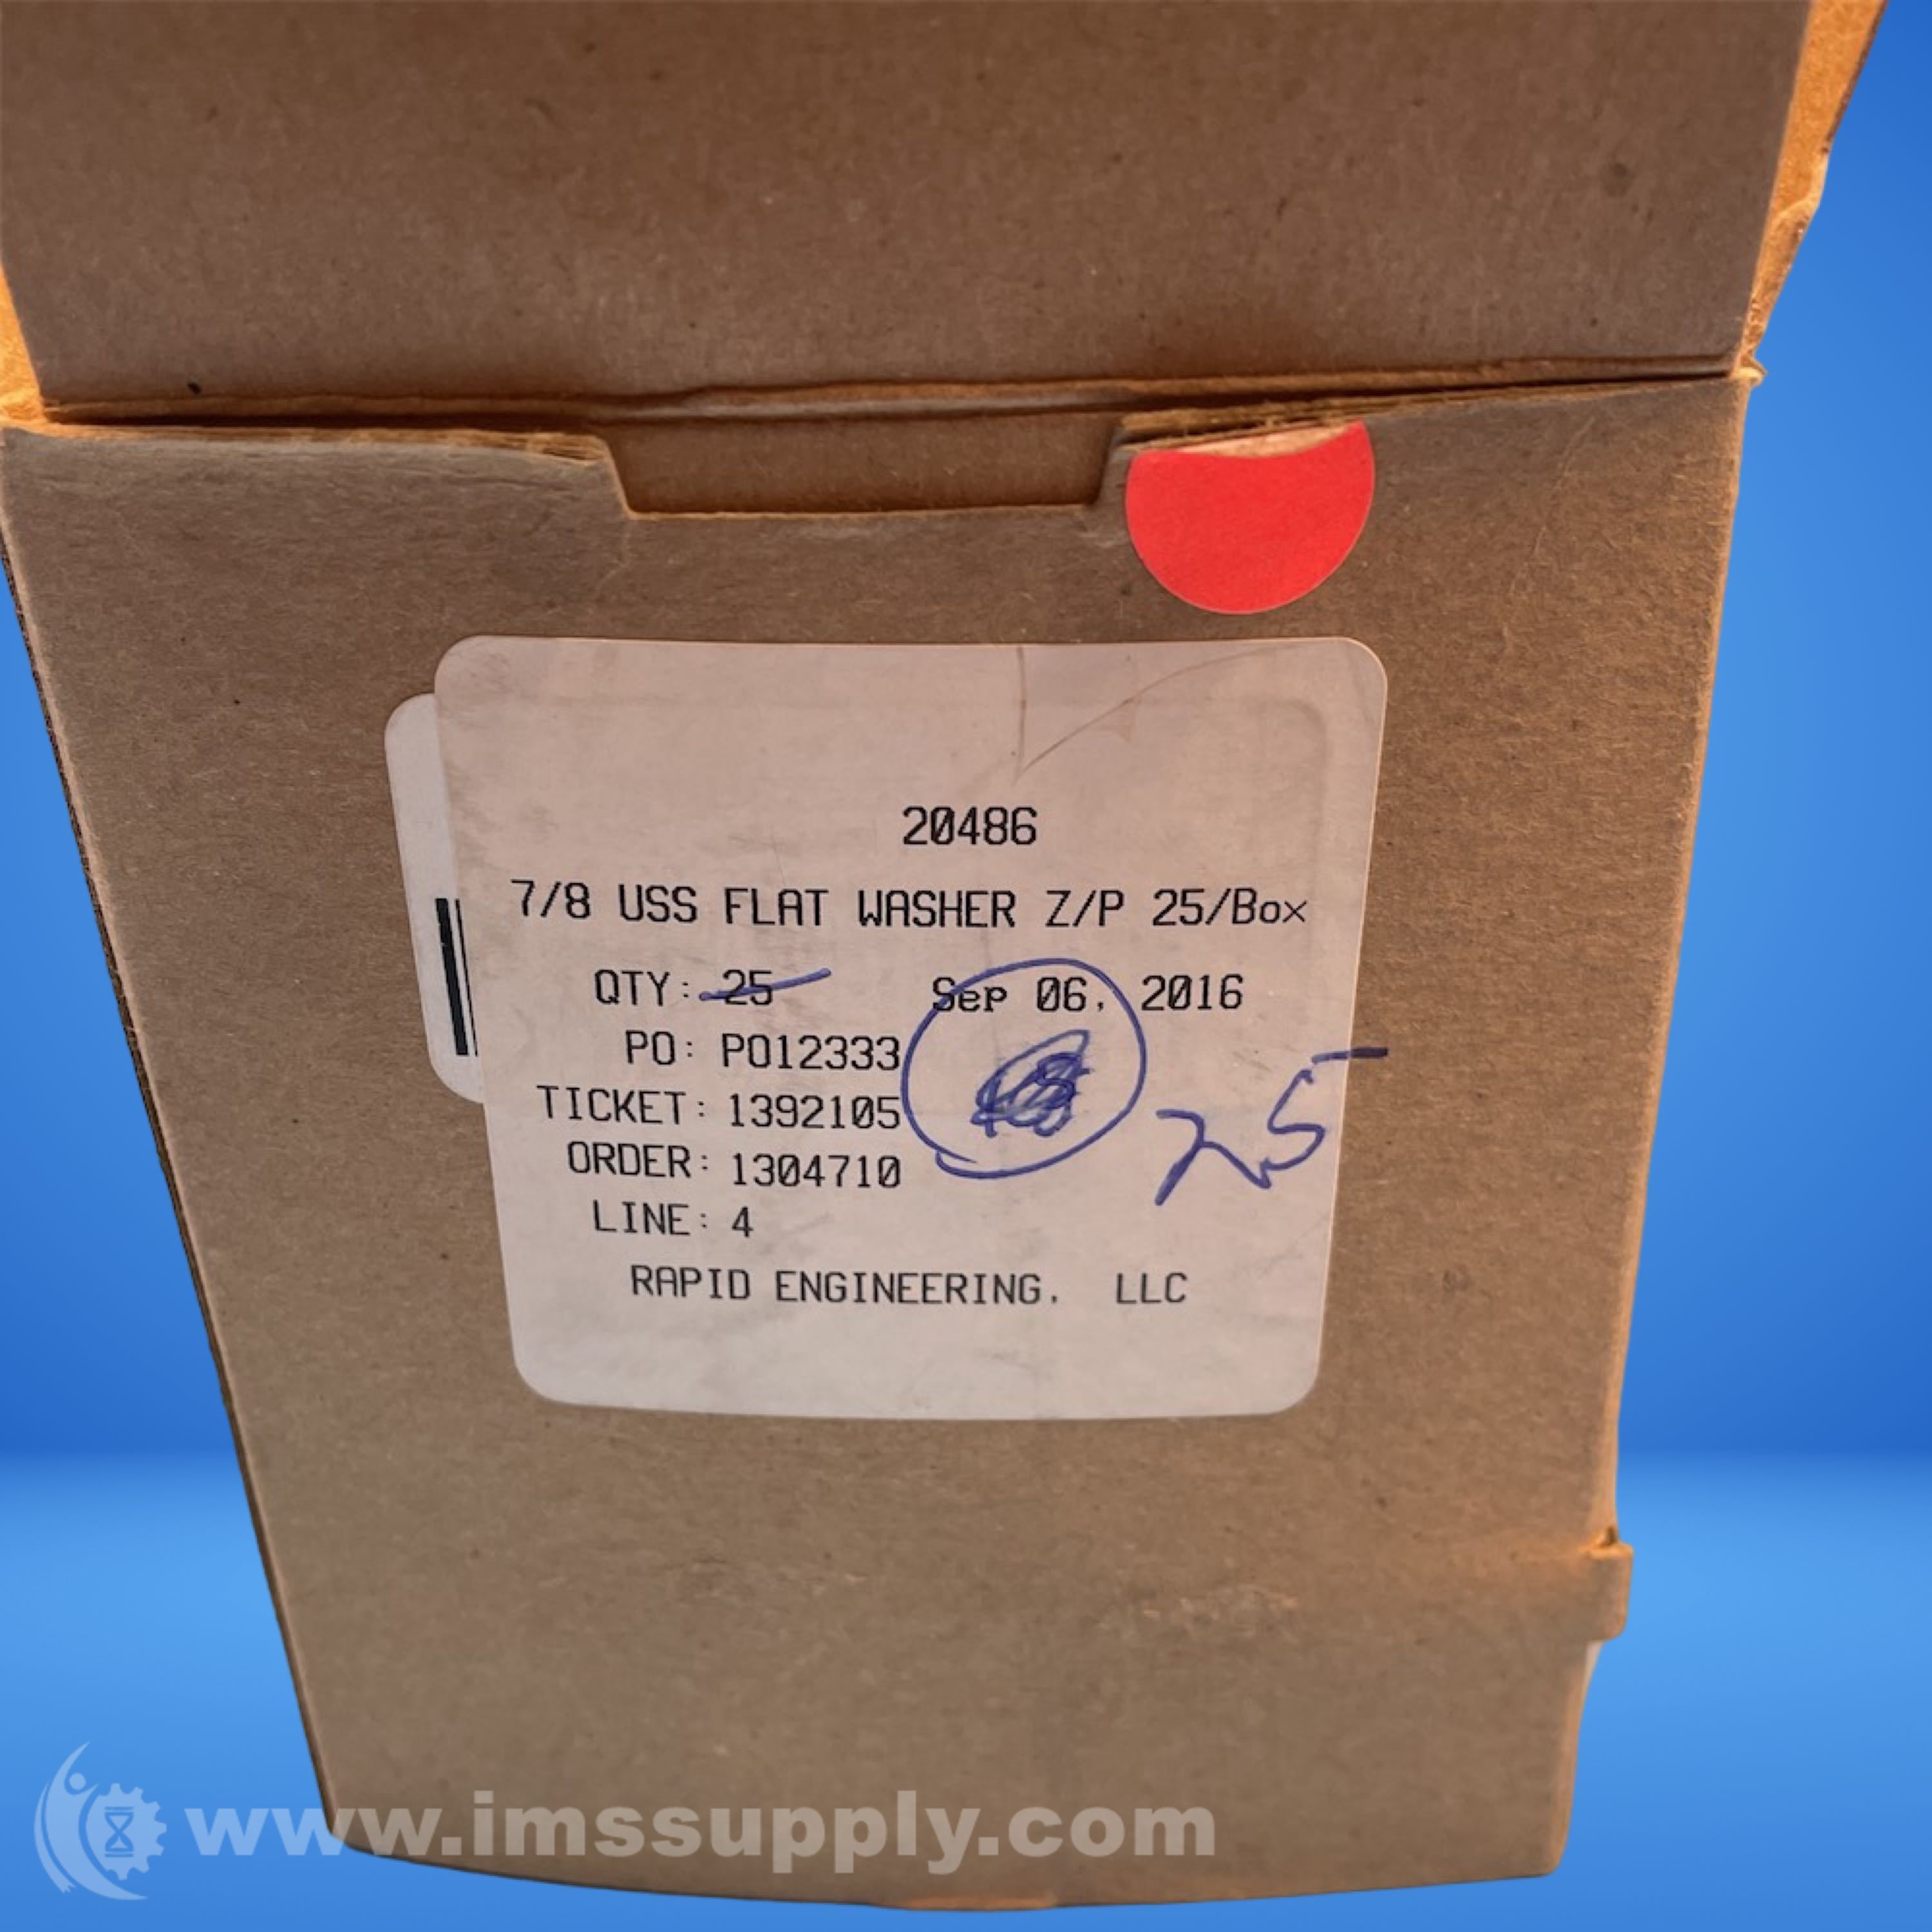 20486
7/8 USS FLAT WASHER Z/P 25/Box
QTY: 25 Sep 06, 2016
PO: PO12333
TICKET: 1392105
25
ORDER: 1304710
LINE: 4
RAPID ENGINEERING, LLC
www.imssupply.com